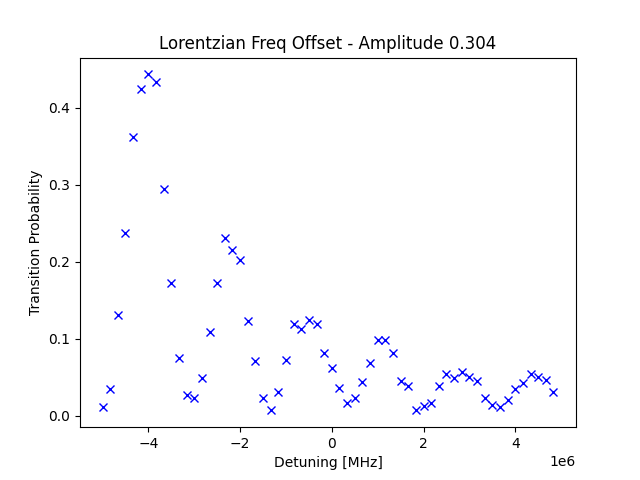 Lorentzian Freq Offset - Amplitude 0.304
Transition Probability
0.4
0.3
0.2
0.1
0.0
−4 −2 0 2 4
1e6
Detuning [MHz]